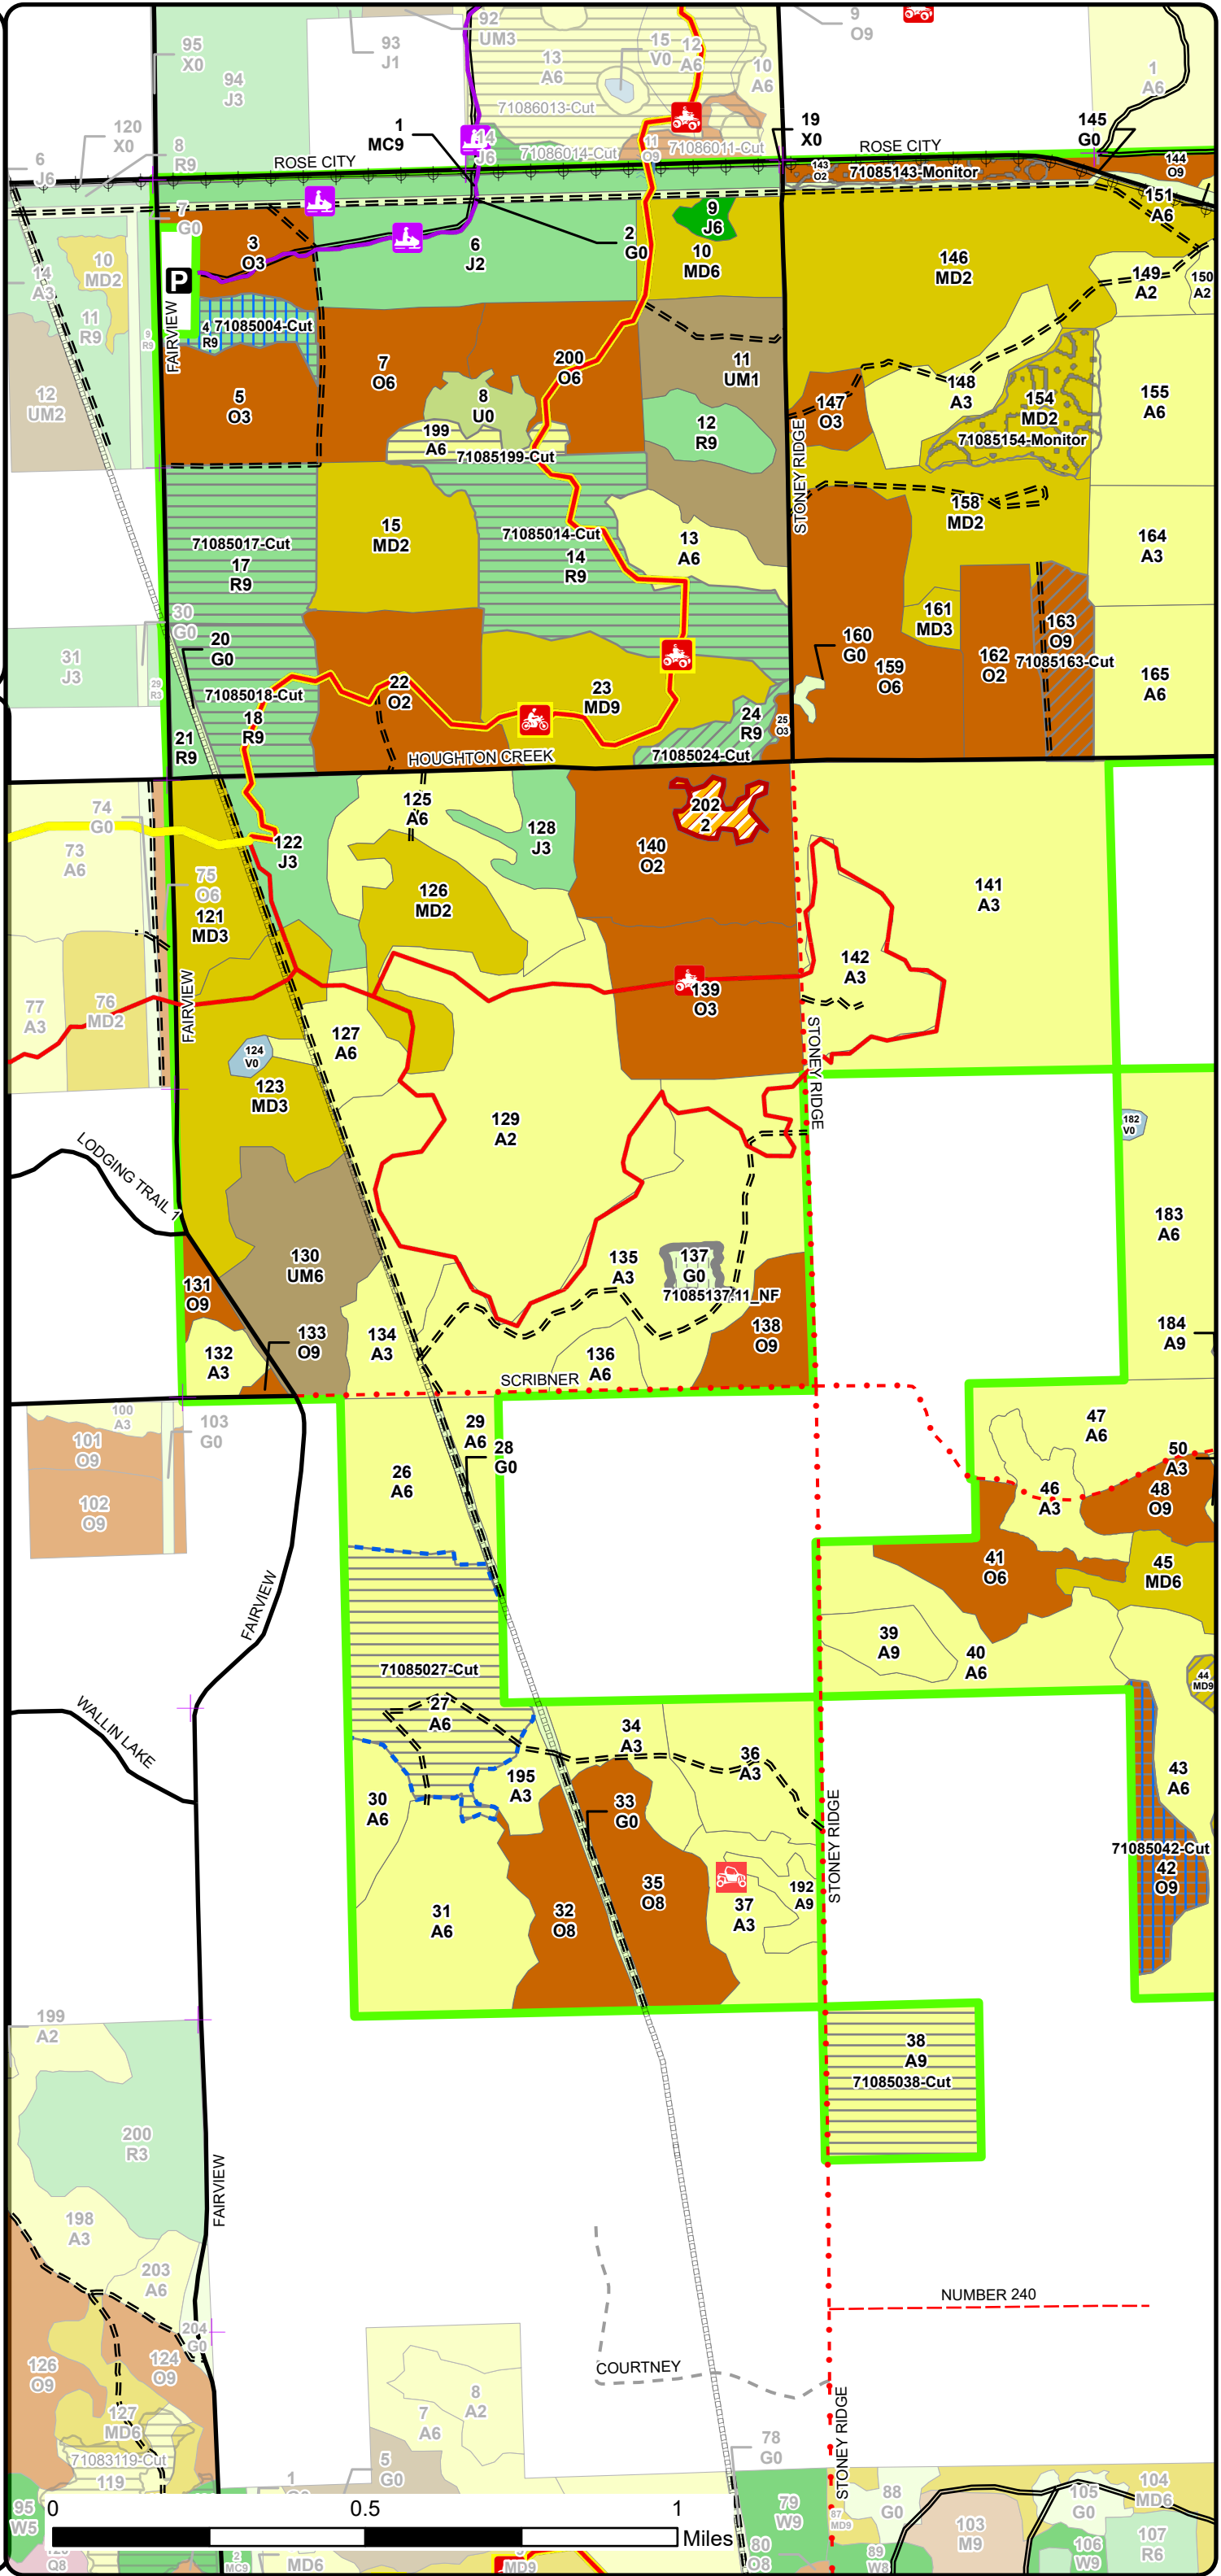 95
X0
93
J1
92
UM3
94
J3
13
A6
15
V0
12
A6
10
A6
9
O9
1
A6
120
X0
8
R9
6
J6
1
MC9
71086013-Cut
14
J6
71086014-Cut
11
O9
71086011-Cut
19
X0
145
G0
ROSE CITY
ROSE CITY
143
O2
71085143-Monitor
144
O9
151
A6
7
G0
3
O3
6
J2
2
G0
9
J6
10
MD6
146
MD2
149
A2
150
A2
14
A3
10
MD2
11
R9
9
R9
P
FAIRVIEW
4
R9
71085004-Cut
5
O3
7
O6
200
O6
8
U0
199
A6
71085199-Cut
11
UM1
12
R9
12
UM2
147
O3
148
A3
154
MD2
71085154-Monitor
155
A6
STONEY RIDGE
158
MD2
164
A3
71085017-Cut
17
R9
15
MD2
71085014-Cut
14
R9
13
A6
161
MD3
160
G0
159
O6
162
O2
163
O9
71085163-Cut
165
A6
30
G0
31
J3
29
R3
20
G0
71085018-Cut
18
R9
21
R9
22
O2
23
MD9
24
R9
25
O3
71085024-Cut
HOUGHTON CREEK
74
G0
73
A6
75
O6
121
MD3
122
J3
125
A6
126
MD2
128
J3
140
O2
202
2
141
A3
142
A3
139
O3
77
A3
76
MD2
FAIRVIEW
124
V0
127
A6
123
MD3
129
A2
STONEY RIDGE
182
V0
LODGING TRAIL 1
130
UM6
131
O9
132
A3
133
O9
134
A3
135
A3
137
G0
71085137.11_NF
138
O9
136
A6
183
A6
184
A9
SCRIBNER
100
A3
101
O9
102
O9
103
G0
29
A6
28
G0
26
A6
47
A6
46
A3
50
A3
48
O9
41
O6
45
MD6
39
A9
40
A6
44
MD9
FAIRVIEW
WALLIN LAKE
71085027-Cut
27
A6
34
A3
36
A3
195
A3
30
A6
33
G0
43
A6
71085042-Cut
42
O9
31
A6
32
O8
35
O8
37
A3
192
A9
STONEY RIDGE
38
A9
71085038-Cut
199
A2
200
R3
198
A3
203
A6
204
G0
FAIRVIEW
126
O9
124
O9
127
MD6
71083119-Cut
119
NUMBER 240
COURTNEY
STONEY RIDGE
8
A2
7
A6
5
G0
1
78
G0
79
W9
80
O8
87
MD9
88
G0
89
W8
103
M9
105
G0
104
MD6
106
W9
107
R6
95
W5
0
0.5
1
Miles
Q8
2
MC9
MD6
MD9